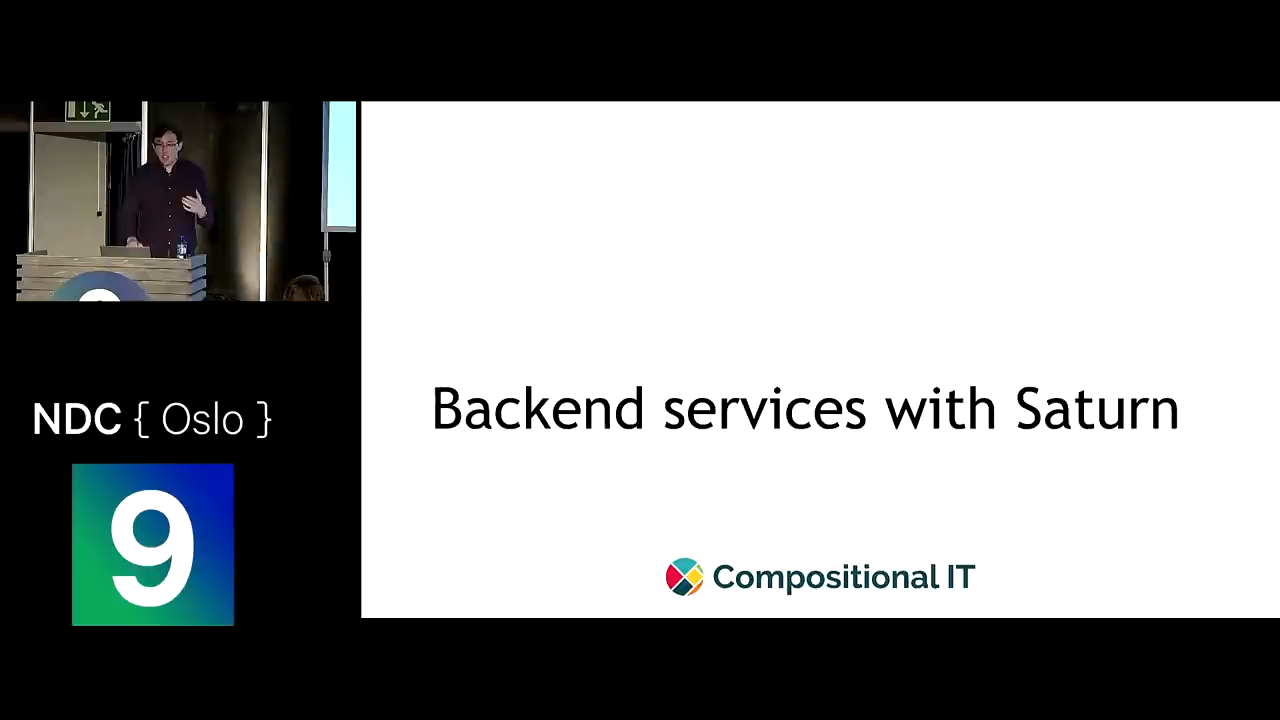 NDC { Oslo }
9
Backend services with Saturn
Compositional IT